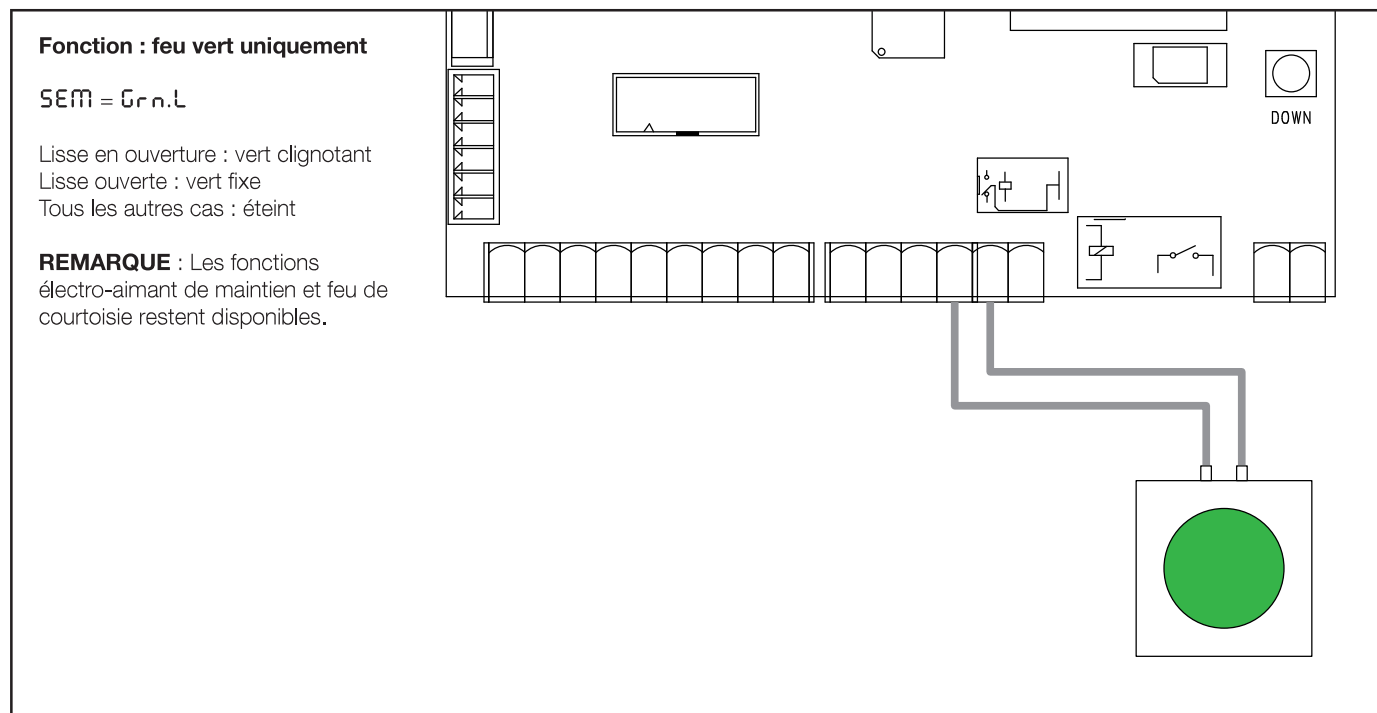 Fonction : feu vert uniquement
SEM = Grn.L
Lisse en ouverture : vert clignotant
Lisse ouverte : vert fixe
Tous les autres cas : éteint
REMARQUE : Les fonctions
électro-aimant de maintien et feu de
courtoisie restent disponibles.
DOWN